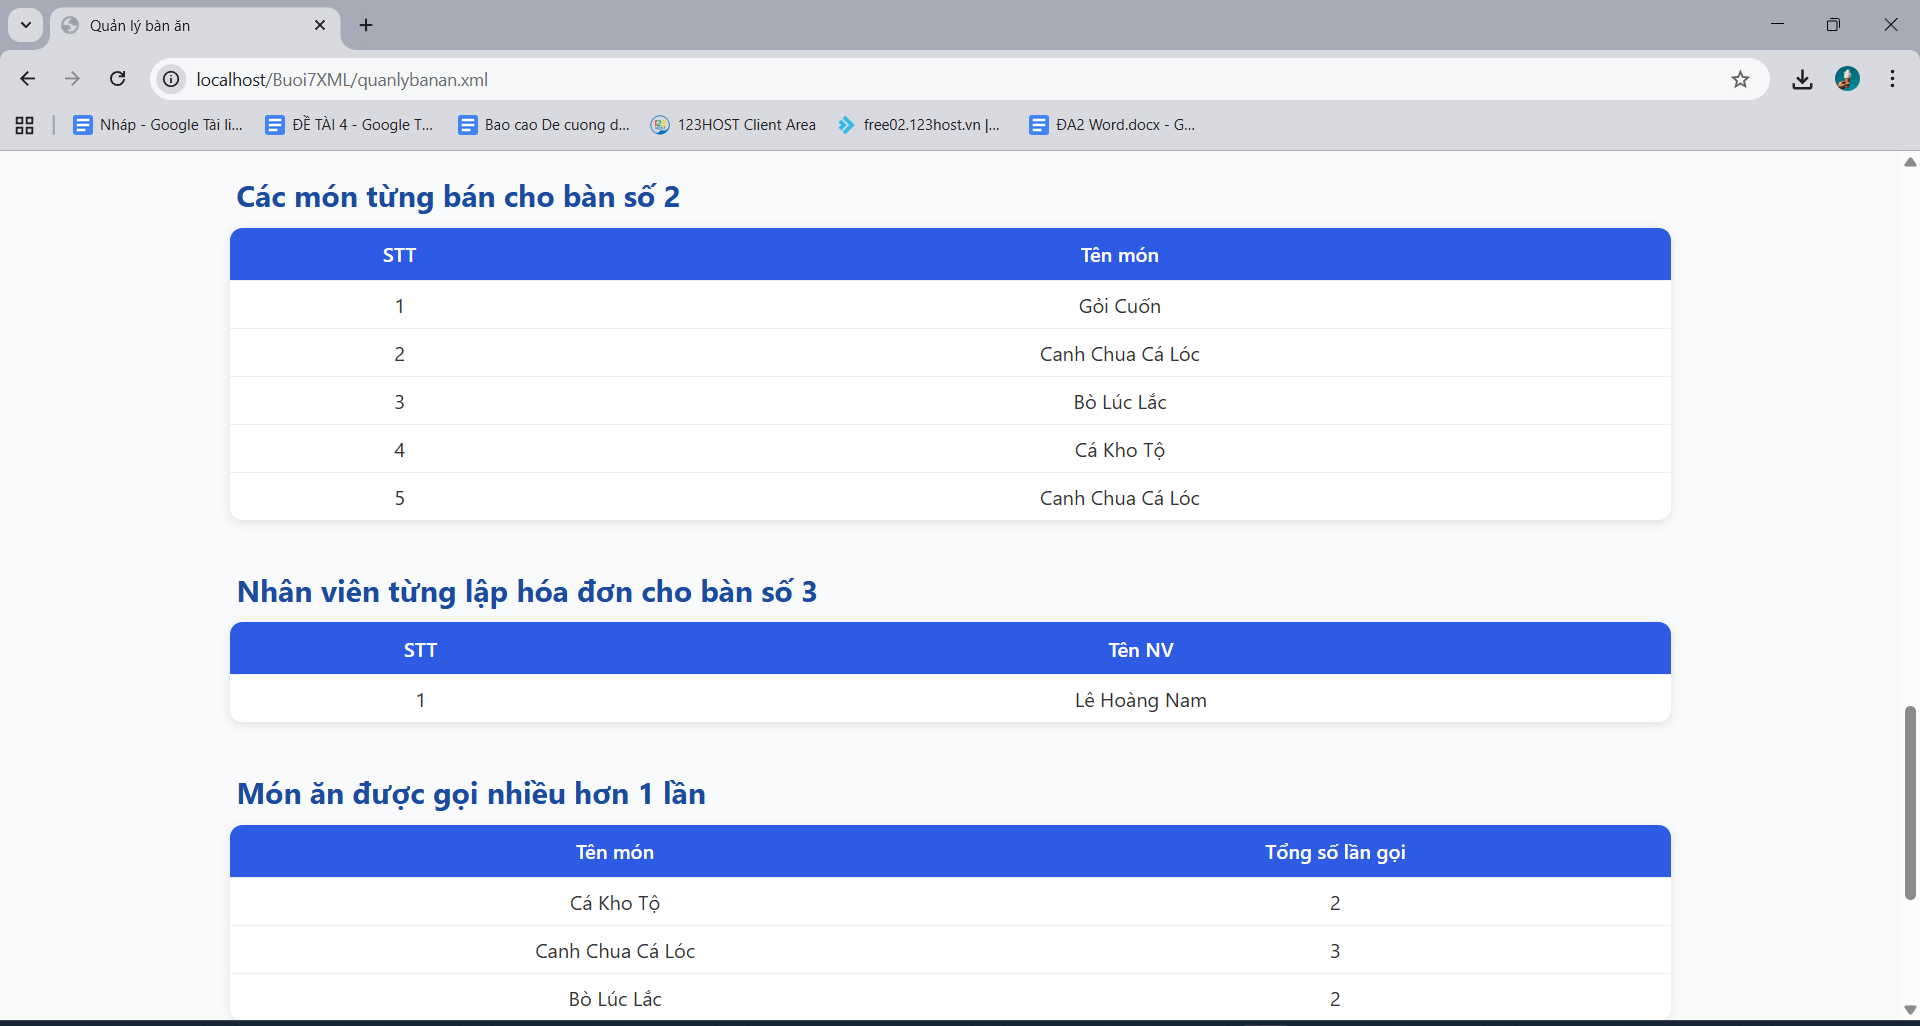 Quản lý bàn ăn
localhost/Buoi7XML/quanlybanan.xml
Nháp - Google Tài li...
ĐỀ TÀI 4 - Google T...
Bao cao De cuong d...
123HOST Client Area
free02.123host.vn |...
ĐA2 Word.docx - G...
Các món từng bán cho bàn số 2
STT Tên món
1 Gỏi Cuốn
2 Canh Chua Cá Lóc
3 Bò Lúc Lắc
4 Cá Kho Tộ
5 Canh Chua Cá Lóc
Nhân viên từng lập hóa đơn cho bàn số 3
STT Tên NV
1 Lê Hoàng Nam
Món ăn được gọi nhiều hơn 1 lần
Tên món Tổng số lần gọi
Cá Kho Tộ 2
Canh Chua Cá Lóc 3
Bò Lúc Lắc 2